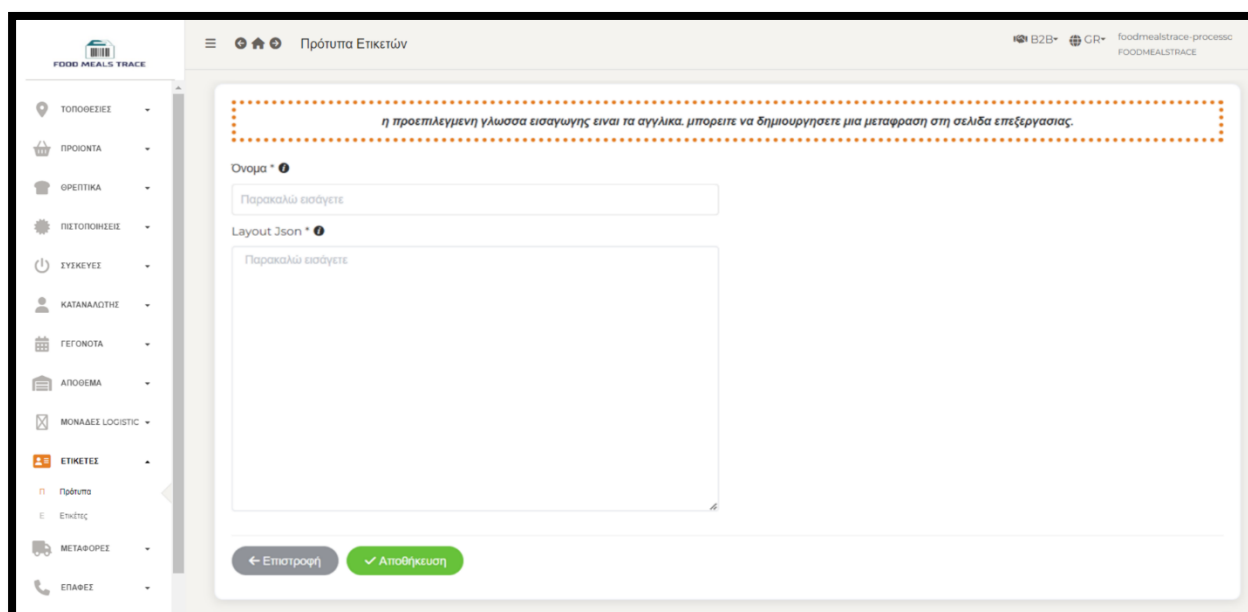 FOOD MEALS TRACE
Πρότυπα Ετικετών
B2B
GR
foodmealstrace-processc
FOODMEALSTRACE
ΤΟΠΟΘΕΣΙΕΣ
ΠΡΟΙΟΝΤΑ
ΘΡΕΠΤΙΚΑ
ΠΙΣΤΟΠΟΙΗΣΕΙΣ
ΣΥΣΚΕΥΕΣ
ΚΑΤΑΝΑΛΩΤΗΣ
ΓΕΓΟΝΟΤΑ
ΑΠΟΘΕΜΑ
ΜΟΝΑΔΕΣ LOGISTIC
ΕΤΙΚΕΤΕΣ
Π Πρότυπα
Ε Ετικέτες
ΜΕΤΑΦΟΡΕΣ
ΕΠΑΦΕΣ
η προεπιλεγμενη γλωσσα εισαγωγης ειναι τα αγγλικα. μπορειτε να δημιουργησετε μια μεταφραση στη σελιδα επεξεργασιας.
Όνομα *
Παρακαλώ εισάγετε
Layout Json *
Παρακαλώ εισάγετε
Επιστροφή
Αποθήκευση